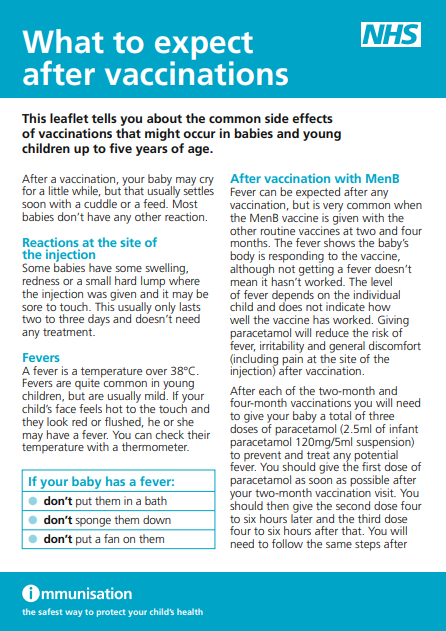 What to expect
after vaccinations
NHS
This leaflet tells you about the common side effects
of vaccinations that might occur in babies and young
children up to five years of age.
After a vaccination, your baby may cry
for a little while, but that usually settles
soon with a cuddle or a feed. Most
babies don’t have any other reaction.
Reactions at the site of
the injection
Some babies have some swelling,
redness or a small hard lump where
the injection was given and it may be
sore to touch. This usually only lasts
two to three days and doesn’t need
any treatment.
Fevers
A fever is a temperature over 38°C.
Fevers are quite common in young
children, but are usually mild. If your
child’s face feels hot to the touch and
they look red or flushed, he or she
may have a fever. You can check their
temperature with a thermometer.
If your baby has a fever:
don’t put them in a bath
don’t sponge them down
don’t put a fan on them
After vaccination with MenB
Fever can be expected after any
vaccination, but is very common when
the MenB vaccine is given with the
other routine vaccines at two and four
months. The fever shows the baby’s
body is responding to the vaccine,
although not getting a fever doesn’t
mean it hasn’t worked. The level
of fever depends on the individual
child and does not indicate how
well the vaccine has worked. Giving
paracetamol will reduce the risk of
fever, irritability and general discomfort
(including pain at the site of the
injection) after vaccination.
After each of the two-month and
four-month vaccinations you will need
to give your baby a total of three
doses of paracetamol (2.5ml of infant
paracetamol 120mg/5ml suspension)
to prevent and treat any potential
fever. You should give the first dose of
paracetamol as soon as possible after
your two-month vaccination visit. You
should then give the second dose four
to six hours later and the third dose
four to six hours after that. You will
need to follow the same steps after
immunisation
the safest way to protect your child’s health